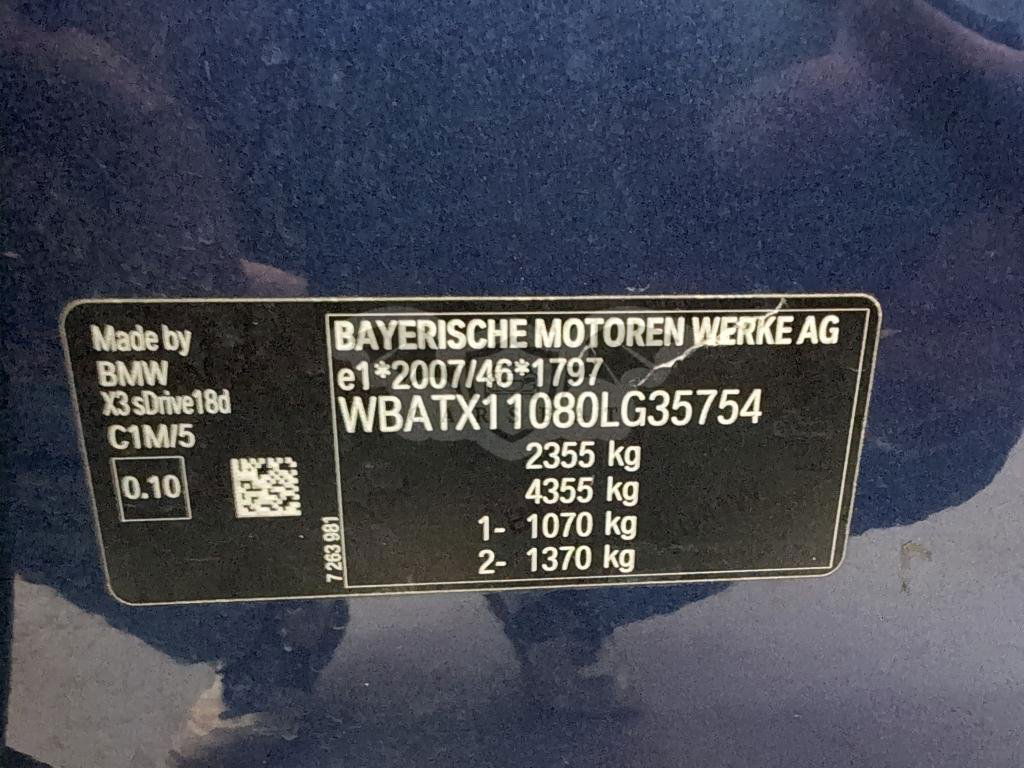 Made by
BMW
X3 sDrive18d
C1M/5
0.10
7 263 981
BAYERISCHE MOTOREN WERKE AG
e1*2007/46*1797
WBATX11080LG35754
2355 kg
4355 kg
1- 1070 kg
2- 1370 kg